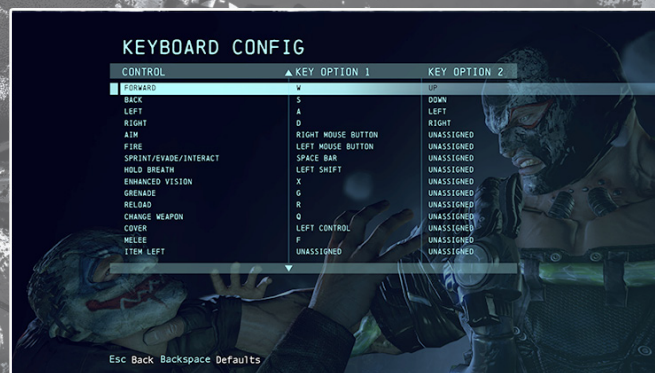 KEYBOARD CONFIG
CONTROL KEY OPTION 1 KEY OPTION 2
FORWARD W UP
BACK S DOWN
LEFT A LEFT
RIGHT D RIGHT
AIM RIGHT MOUSE BUTTON UNASSIGNED
FIRE LEFT MOUSE BUTTON UNASSIGNED
SPRINT/EVADE/INTERACT SPACE BAR UNASSIGNED
HOLD BREATH LEFT SHIFT UNASSIGNED
ENHANCED VISION X UNASSIGNED
GRENADE G UNASSIGNED
RELOAD R UNASSIGNED
CHANGE WEAPON Q UNASSIGNED
COVER LEFT CONTROL UNASSIGNED
MELEE F UNASSIGNED
ITEM LEFT UNASSIGNED UNASSIGNED
Esc Back Backspace Defaults